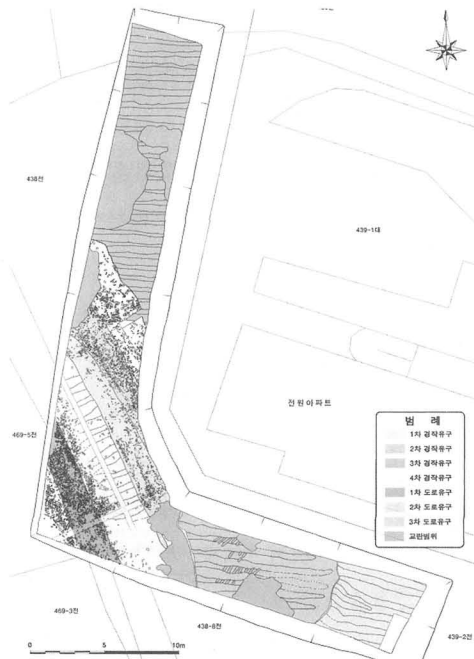 438전
439-1대
전원아파트
범 례
1차 경작유구
2차 경작유구
3차 경작유구
4차 경작유구
1차 도로유구
2차 도로유구
3차 도로유구
교란범위
469-5전
469-3전
438-8전
439-2전
0 5 10m